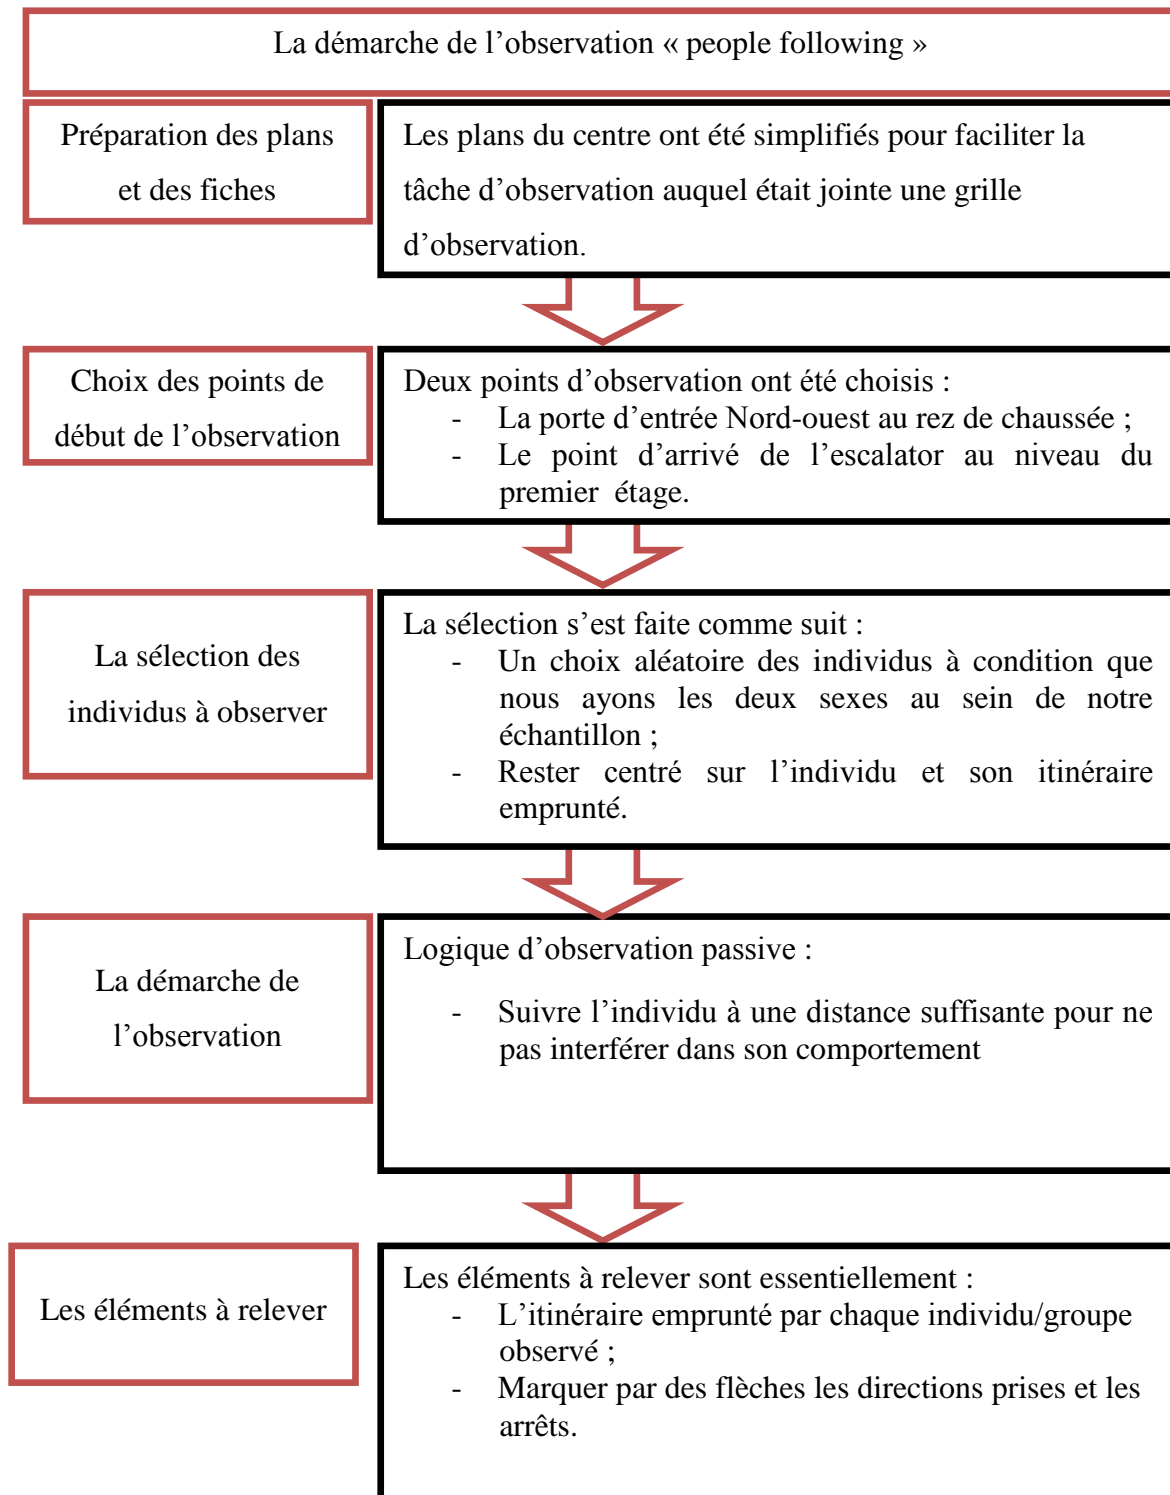 La démarche de l’observation « people following »
Préparation des plans
et des fiches
Les plans du centre ont été simplifiés pour faciliter la
tâche d’observation auquel était jointe une grille
d’observation.
Choix des points de
début de l’observation
Deux points d’observation ont été choisis :
- La porte d’entrée Nord-ouest au rez de chaussée ;
- Le point d’arrivé de l’escalator au niveau du
premier étage.
La sélection des
individus à observer
La sélection s’est faite comme suit :
- Un choix aléatoire des individus à condition que
nous ayons les deux sexes au sein de notre
échantillon ;
- Rester centré sur l’individu et son itinéraire
emprunté.
La démarche de
l’observation
Logique d’observation passive :
- Suivre l’individu à une distance suffisante pour ne
pas interférer dans son comportement
Les éléments à relever
Les éléments à relever sont essentiellement :
- L’itinéraire emprunté par chaque individu/groupe
observé ;
- Marquer par des flèches les directions prises et les
arrêts.